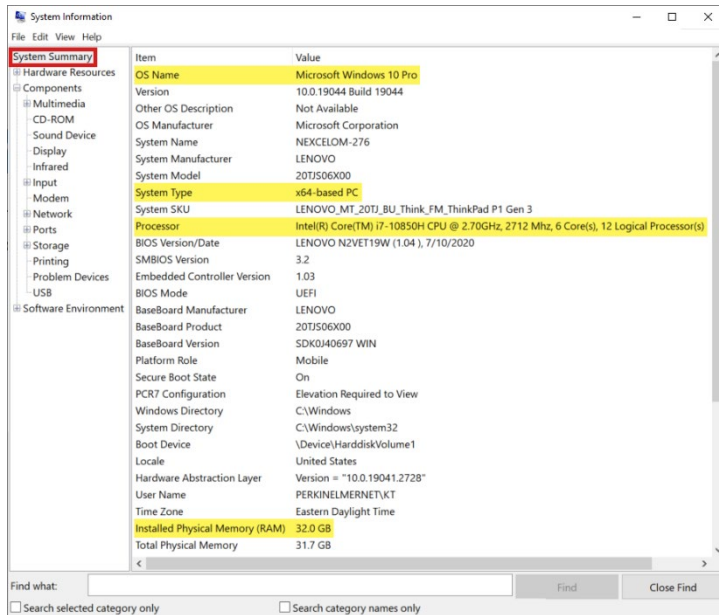 System Information
File Edit View Help
System Summary
Hardware Resources
Components
Multimedia
CD-ROM
Sound Device
Display
Infrared
Input
Modem
Network
Ports
Storage
Printing
Problem Devices
USB
Software Environment
Item Value
OS Name Microsoft Windows 10 Pro
Version 10.0.19044 Build 19044
Other OS Description Not Available
OS Manufacturer Microsoft Corporation
System Name NEXCELOM-276
System Manufacturer LENOVO
System Model 20TJS06X00
System Type x64-based PC
System SKU LENOVO_MT_20TJ_BU_Think_FM_ThinkPad P1 Gen 3
Processor Intel(R) Core(TM) i7-10850H CPU @ 2.70GHz, 2712 Mhz, 6 Core(s), 12 Logical Processor(s)
BIOS Version/Date LENOVO N2VET19W (1.04 ), 7/10/2020
SMBIOS Version 3.2
Embedded Controller Version 1.03
BIOS Mode UEFI
BaseBoard Manufacturer LENOVO
BaseBoard Product 20TJS06X00
BaseBoard Version SDK0J40697 WIN
Platform Role Mobile
Secure Boot State On
PCR7 Configuration Elevation Required to View
Windows Directory C:\Windows
System Directory C:\Windows\system32
Boot Device \Device\HarddiskVolume1
Locale United States
Hardware Abstraction Layer Version = "10.0.19041.2728"
User Name PERKINELMERNET\KT
Time Zone Eastern Daylight Time
Installed Physical Memory (RAM) 32.0 GB
Total Physical Memory 31.7 GB
Find what: Find Close Find
Search selected category only Search category names only